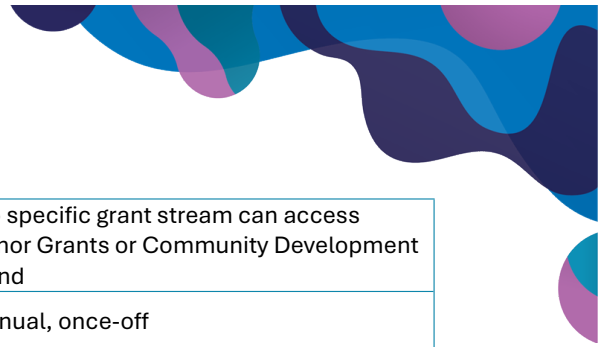 specific grant stream can access
nor Grants or Community Development
nd
nual, once-off